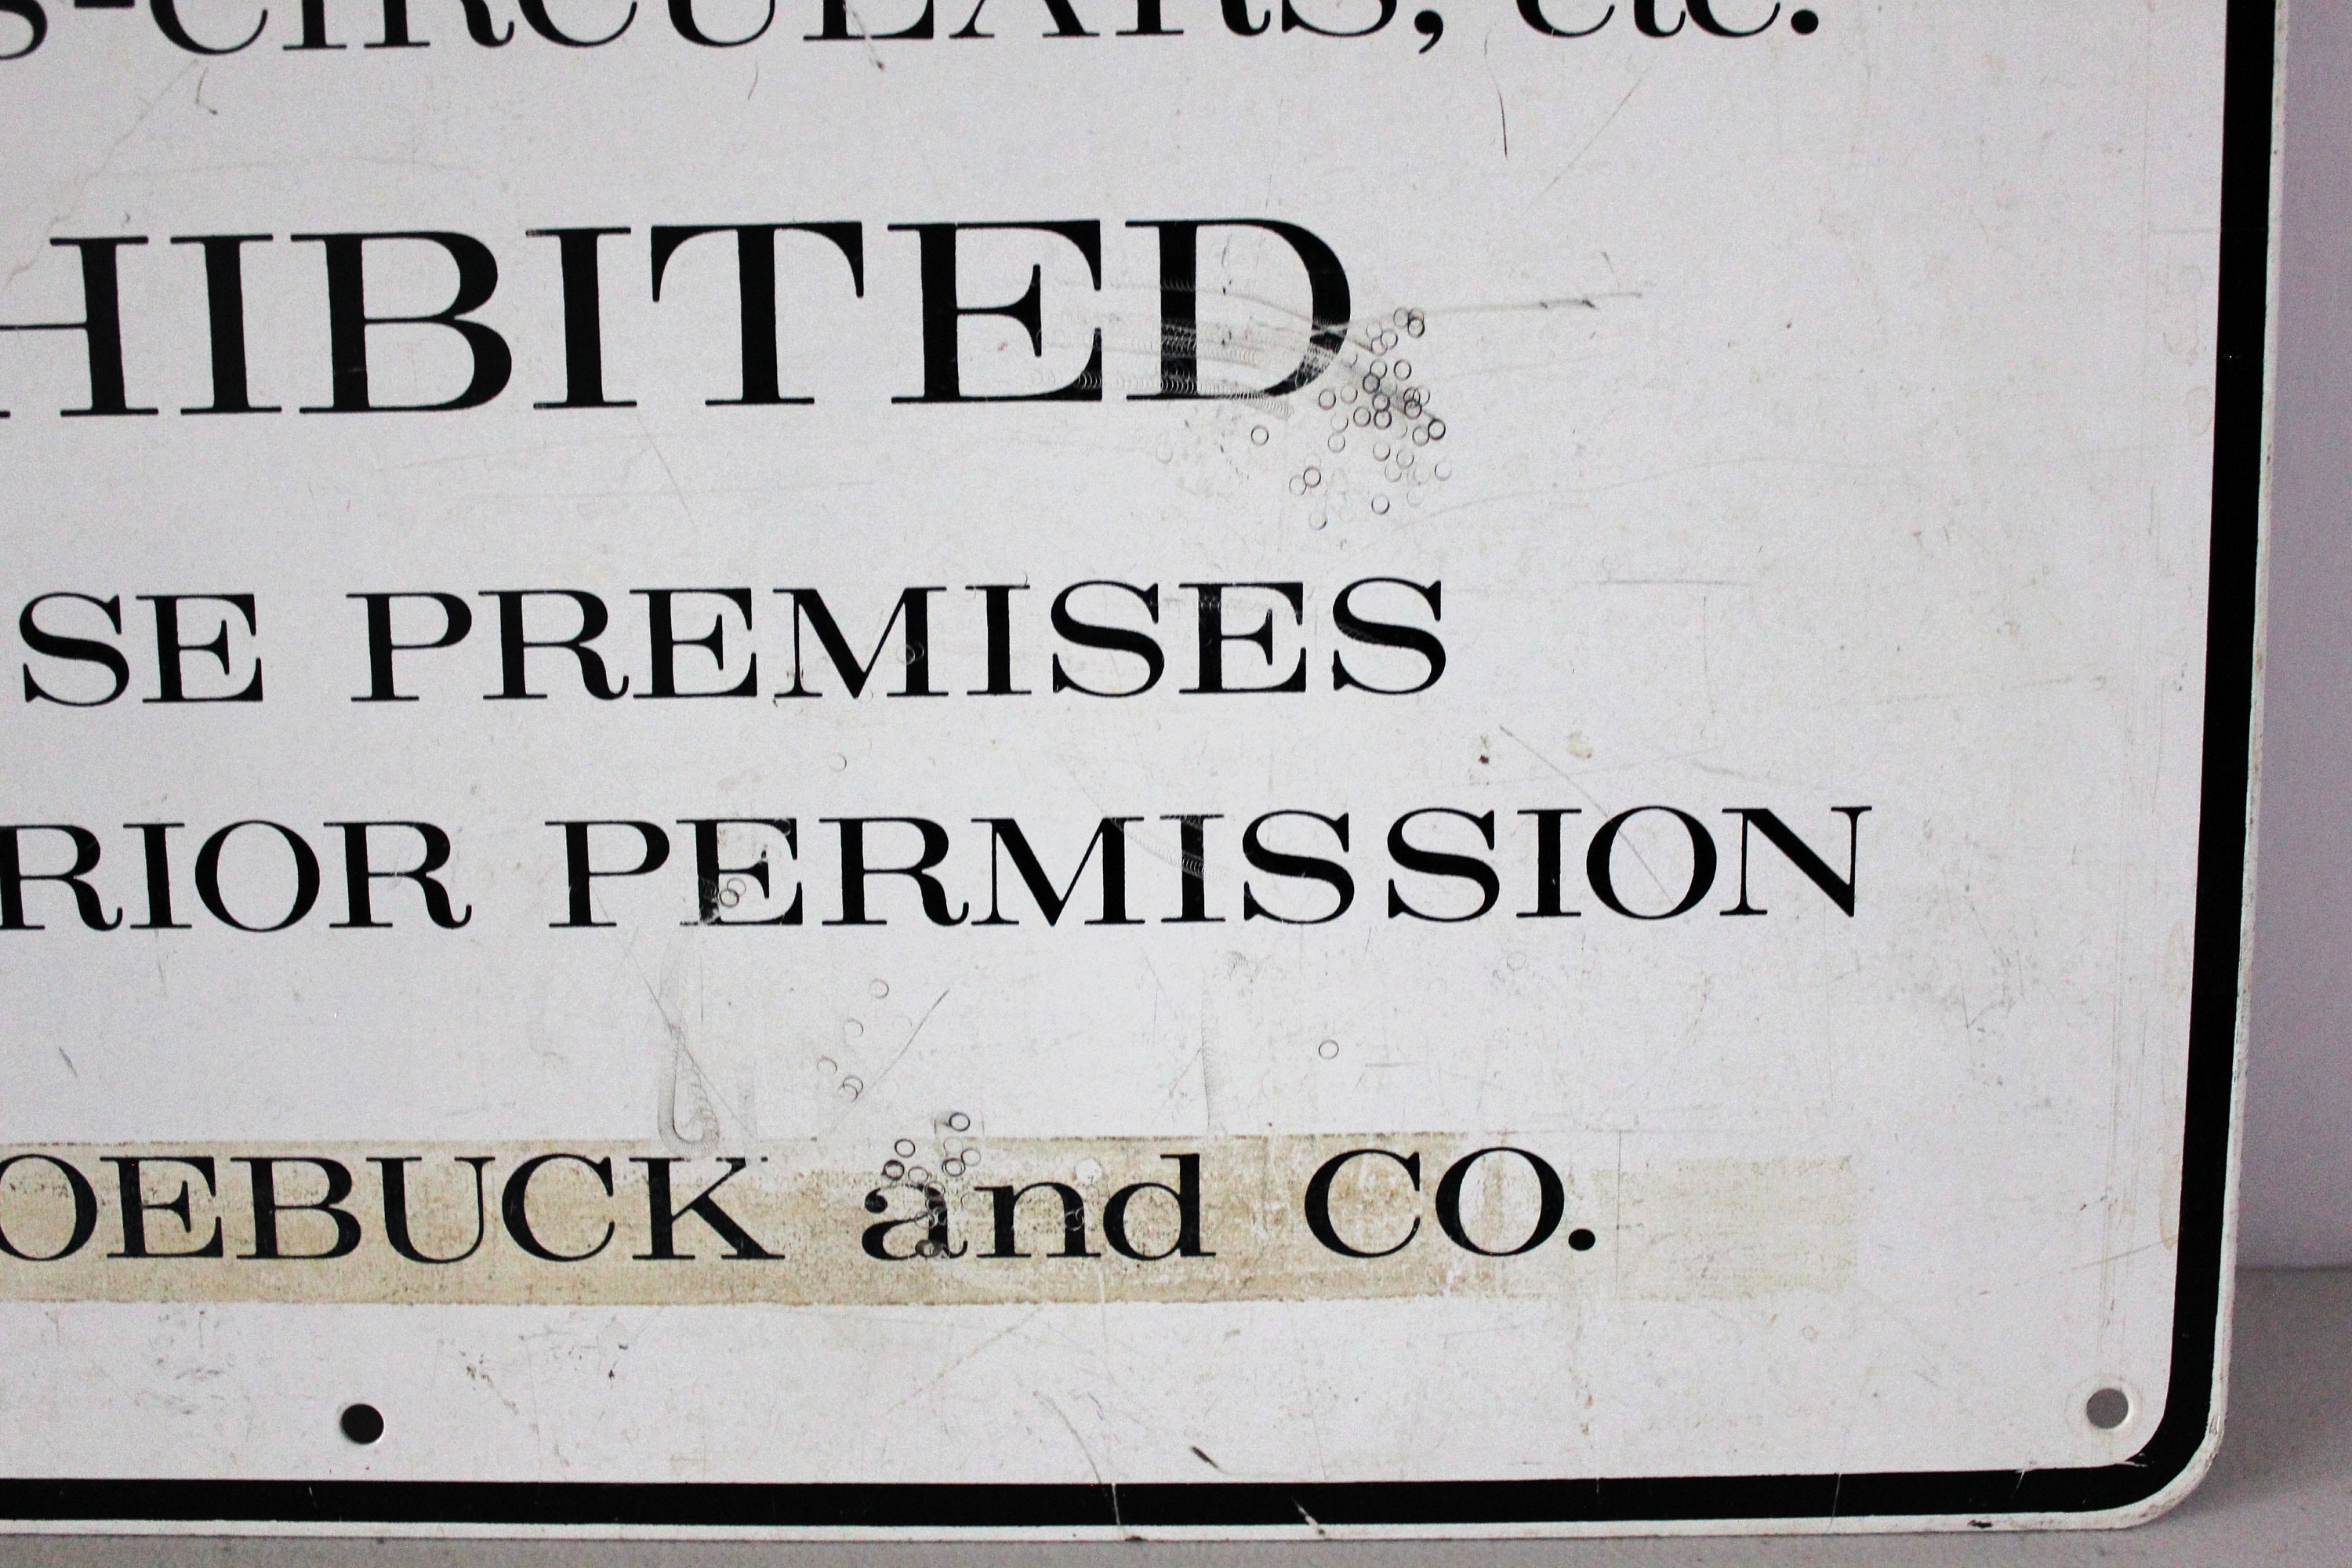 s-CIRCULARS, etc.
HIBITED
SE PREMISES
RIOR PERMISSION
OEBUCK and CO.